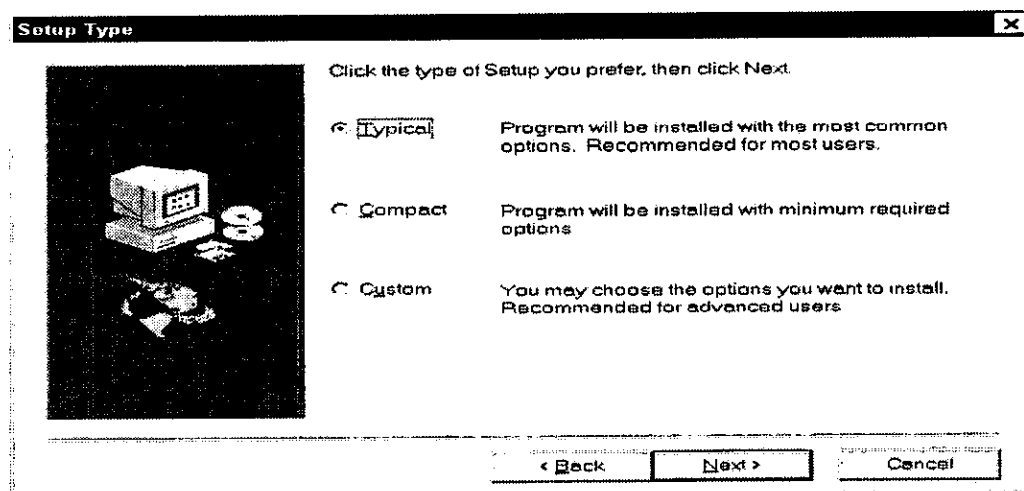 Setup Type
Click the type of Setup you prefer, then click Next.
Typical
Program will be installed with the most common
options. Recommended for most users.
Compact
Program will be installed with minimum required
options
Custom
You may choose the options you want to install.
Recommended for advanced users
< Back
Next >
Cancel